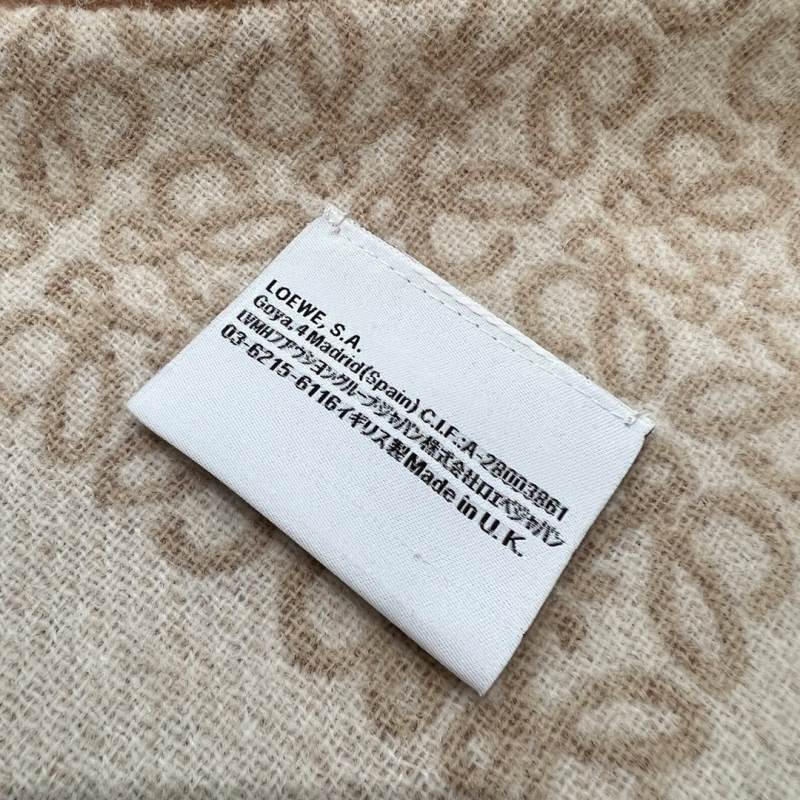 LOEWE, S.A.
Goya, 4 Madrid(Spain) C.I.F.:A-28003861
LVMHファウションングループジャパン株式会社ロエベジャパン
03-6215-6116イギリス製Made in U.K.